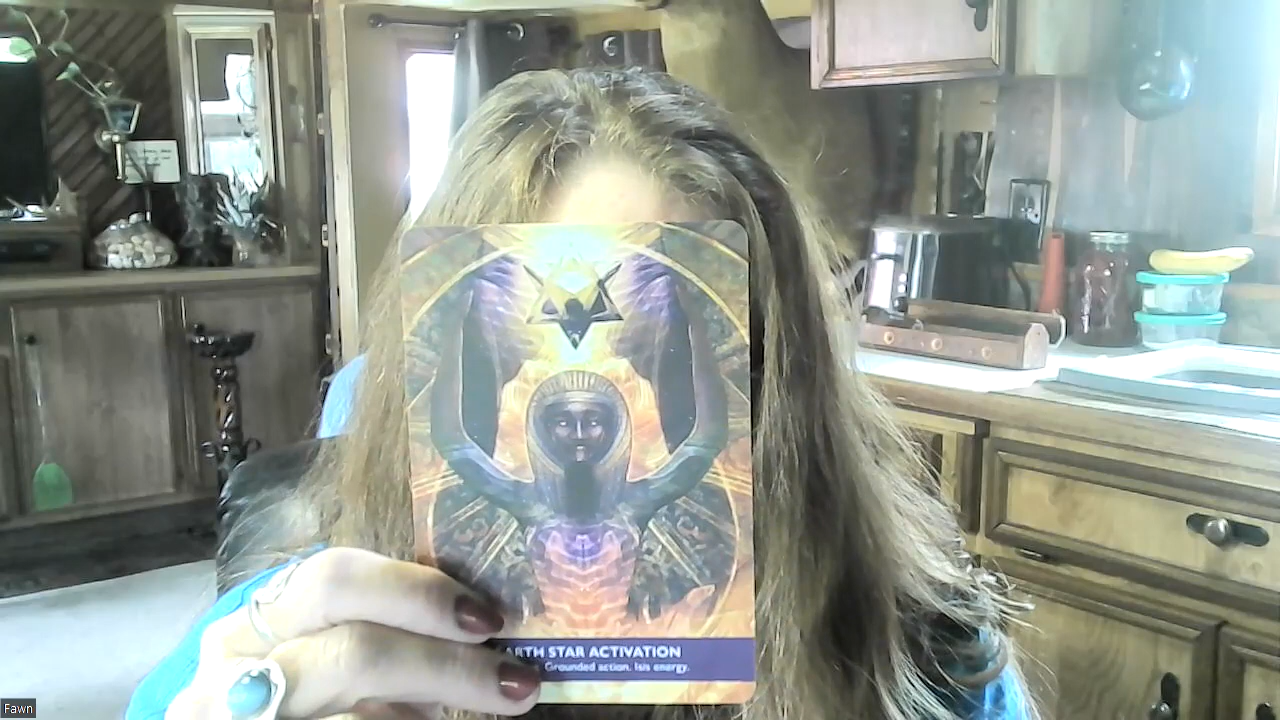 ARTH STAR ACTIVATION
Grounded action. Isis energy.
Fawn